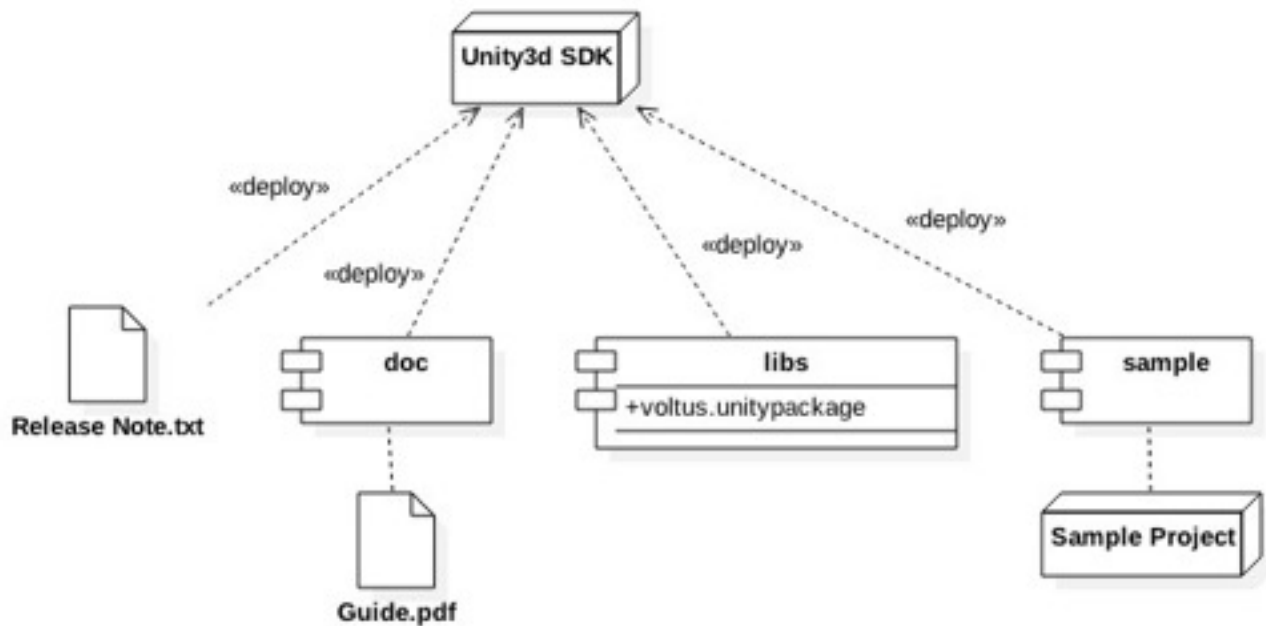 Unity3d SDK
«deploy»
«deploy»
«deploy»
«deploy»
Release Note.txt
doc
libs
+voltus.unitypackage
sample
Guide.pdf
Sample Project